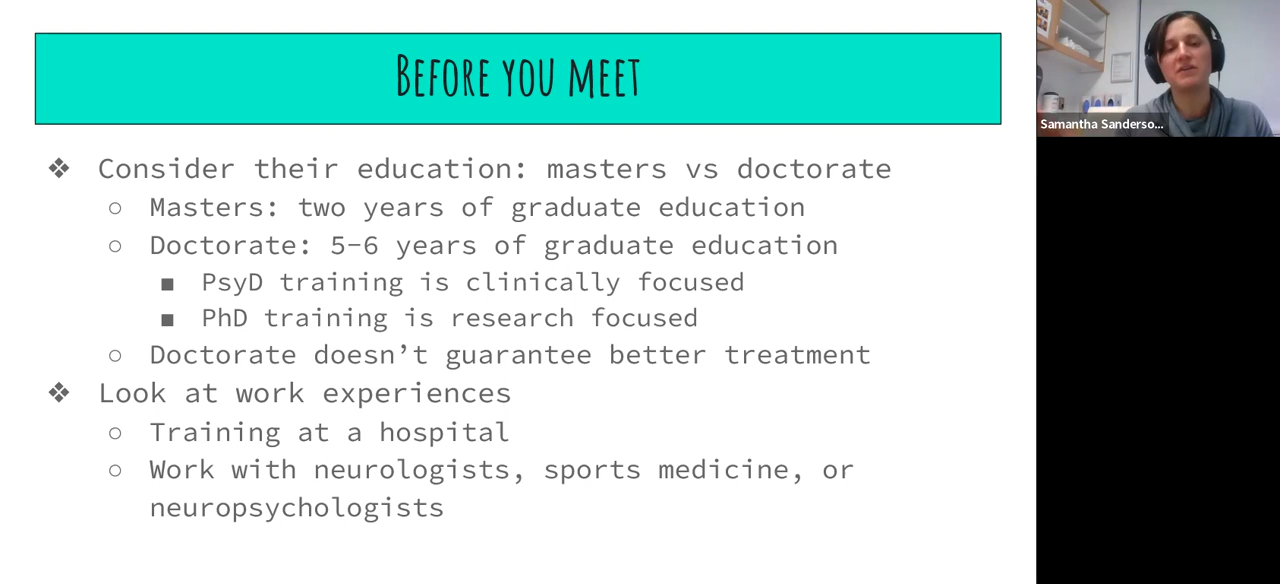 Before you meet
❖ Consider their education: masters vs doctorate
○ Masters: two years of graduate education
○ Doctorate: 5-6 years of graduate education
■ PsyD training is clinically focused
■ PhD training is research focused
○ Doctorate doesn’t guarantee better treatment
❖ Look at work experiences
○ Training at a hospital
○ Work with neurologists, sports medicine, or
neuropsychologists
Samantha Sanderso...